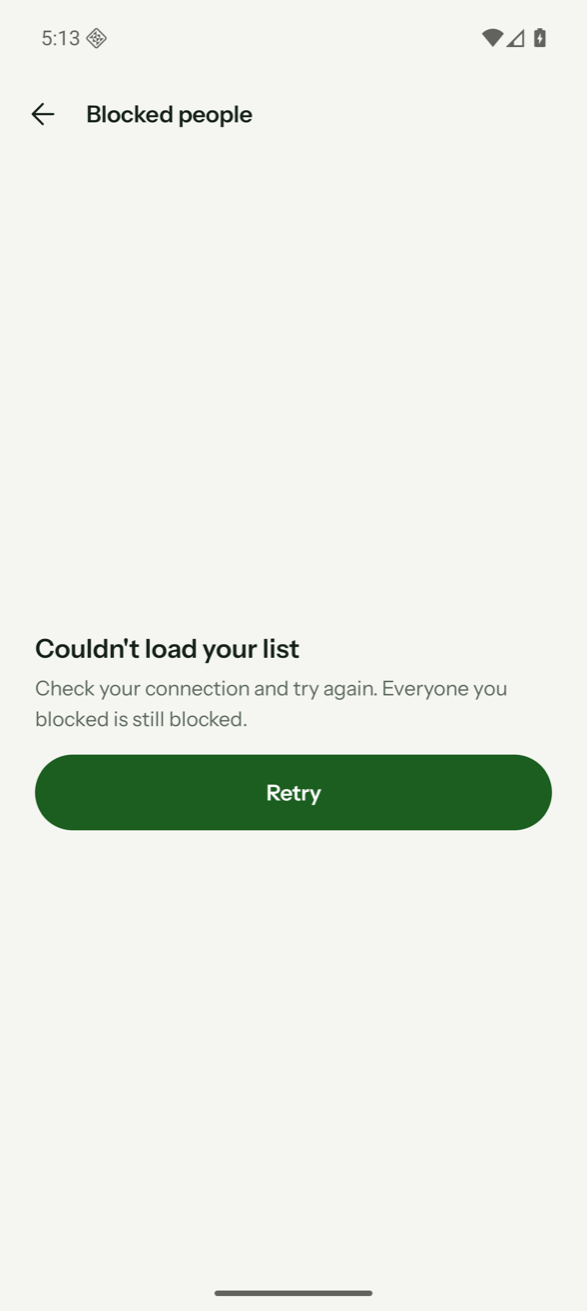 5:13
Blocked people
Couldn't load your list
Check your connection and try again. Everyone you
blocked is still blocked.
Retry